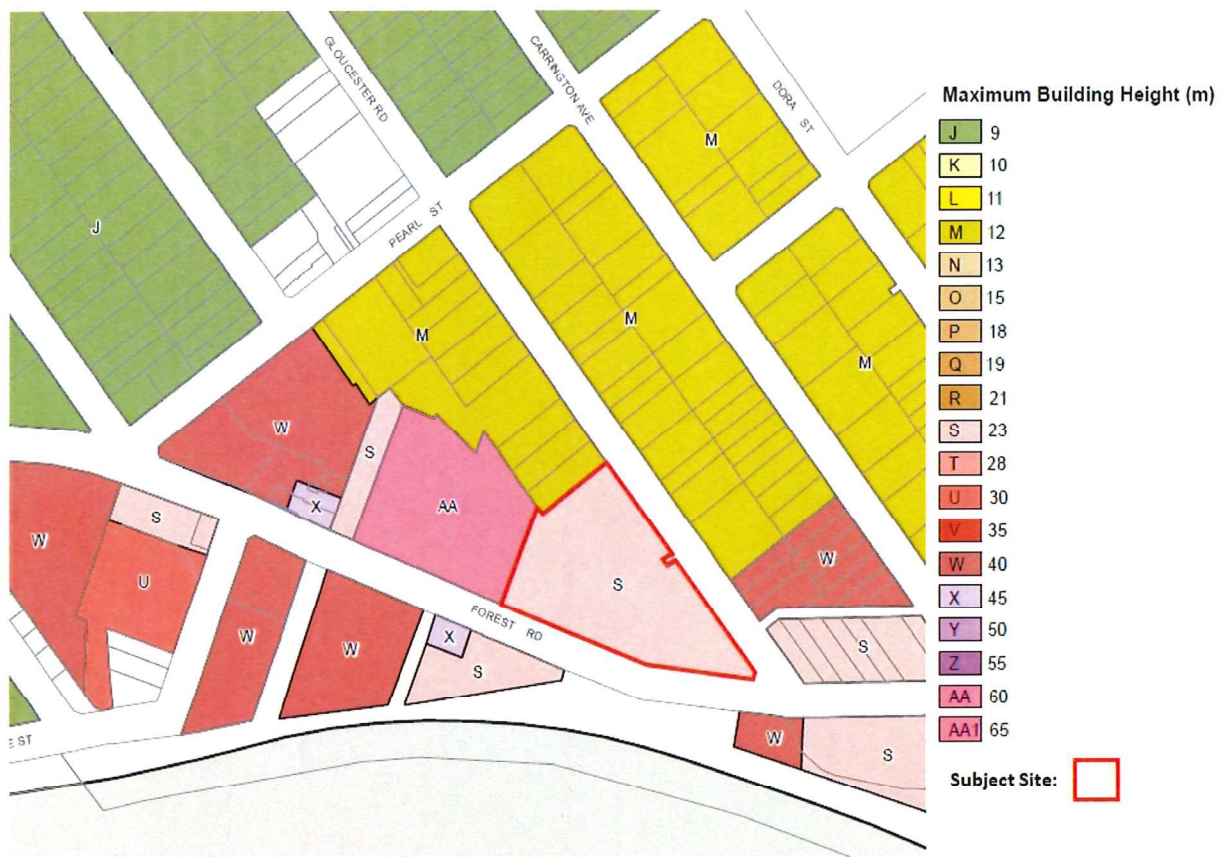 GLOUCESTER RD
CARRINGTON AVE
DORA ST
PEARL ST
FOREST RD
E ST
J
M
M
M
M
W
S
AA
X
S
W
S
U
W
W
X
S
W
S
W
S
Maximum Building Height (m)
J 9
K 10
L 11
M 12
N 13
O 15
P 18
Q 19
R 21
S 23
T 28
U 30
V 35
W 40
X 45
Y 50
Z 55
AA 60
AA1 65
Subject Site: